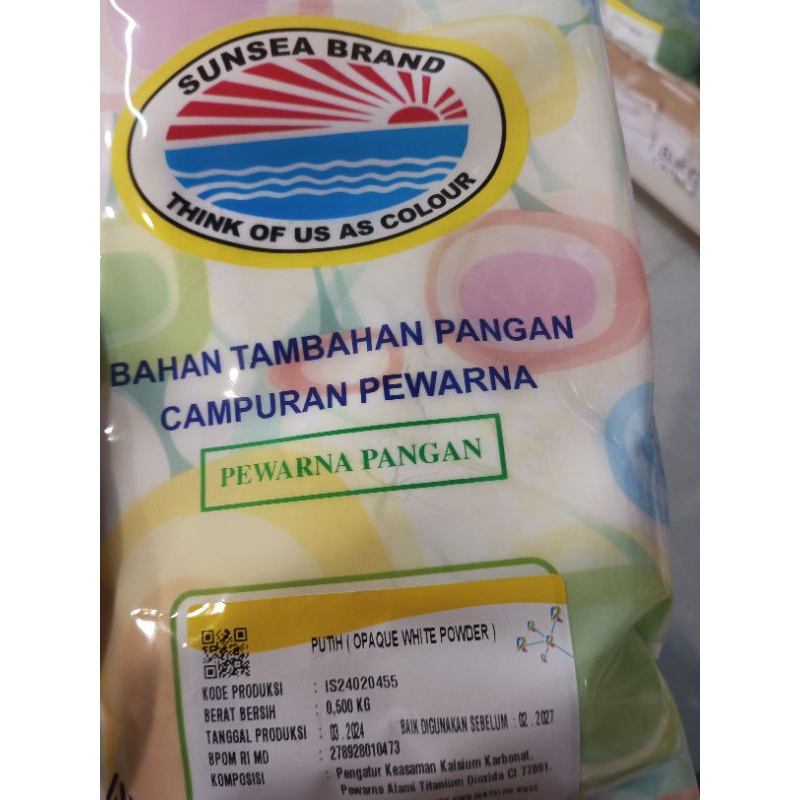 SUNSEA BRAND
THINK OF US AS COLOUR
BAHAN TAMBAHAN PANGAN
CAMPURAN PEWARNA
PEWARNA PANGAN
PUTIH ( OPAQUE WHITE POWDER )
KODE PRODUKSI : IS24020455
BERAT BERSIH : 0,500 KG
TANGGAL PRODUKSI : 03 . 2024 BAIK DIGUNAKAN SEBELUM : 02 . 2027
BPOM RI MD : 278928010473
KOMPOSISI : Pengatur Keasaman Kalsium Karbonat,
Pewarna Alami Titanium Dioxida CI 77891.